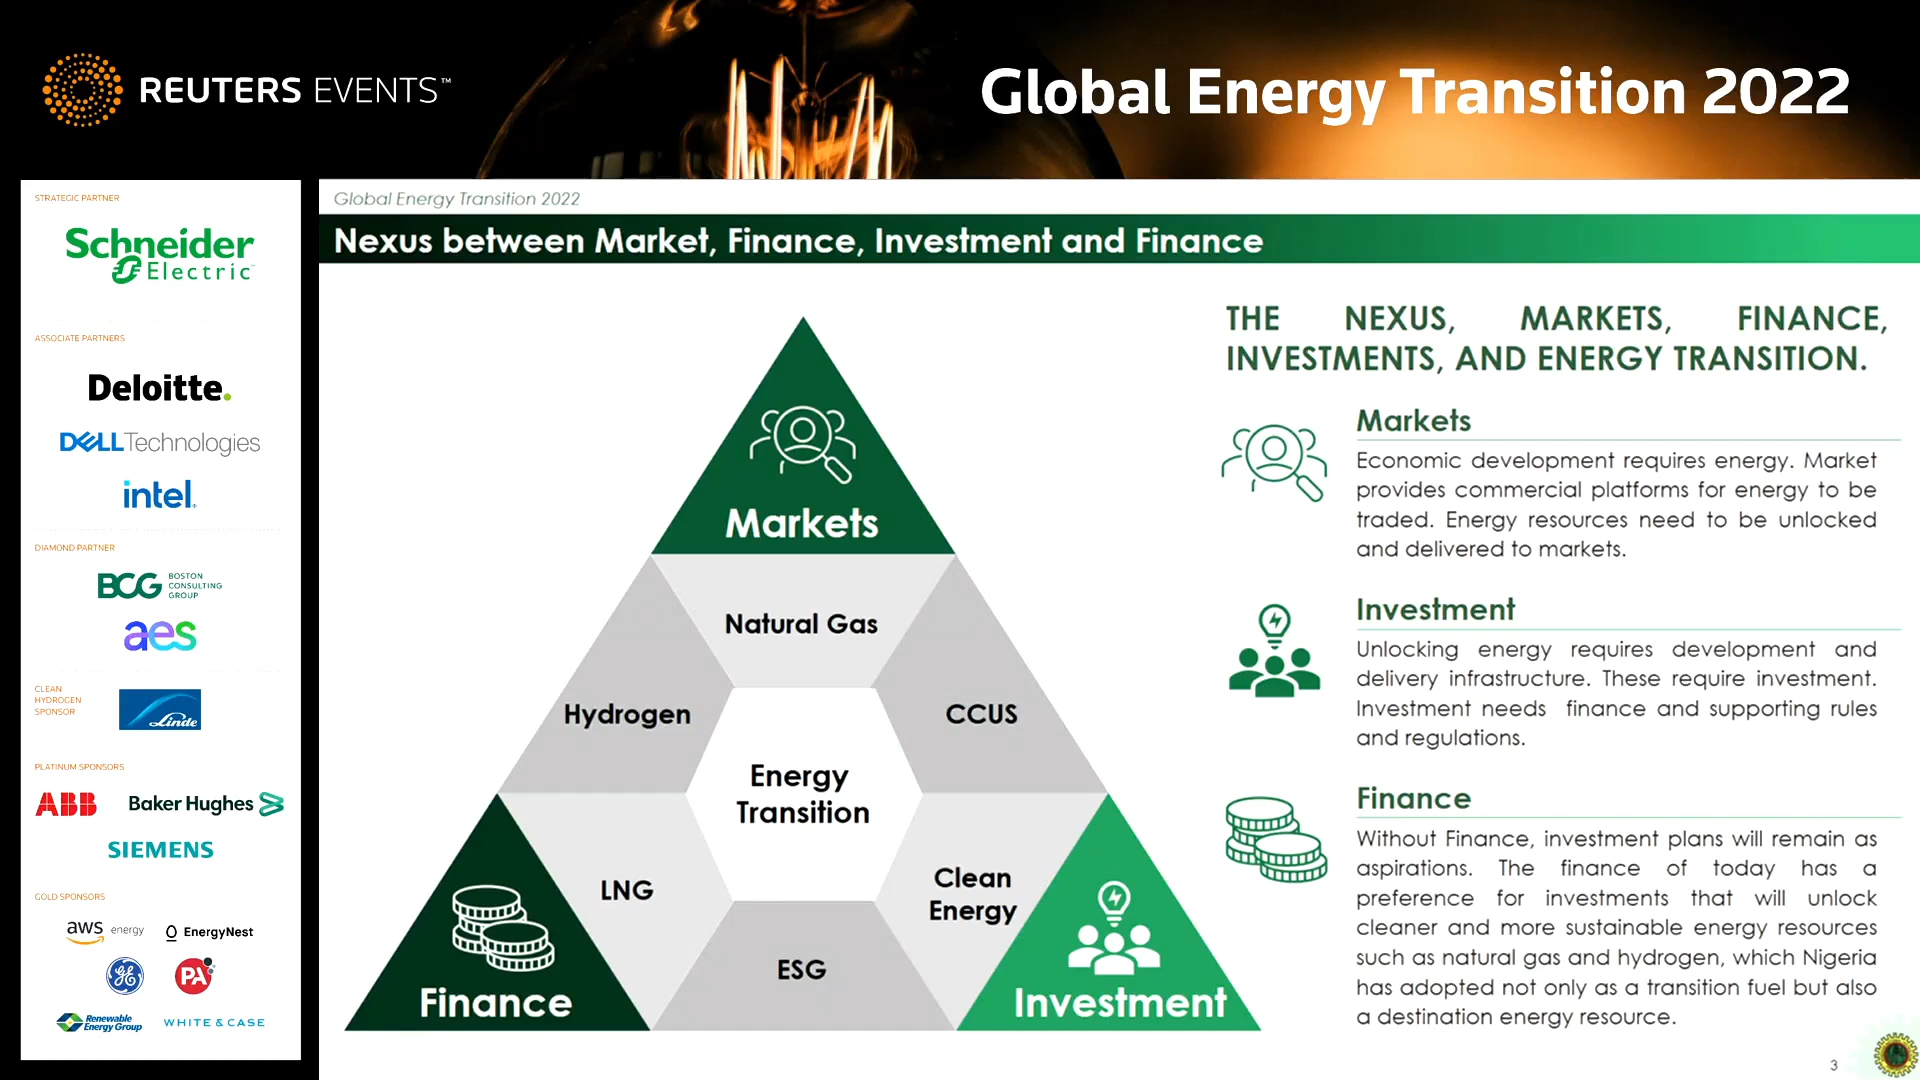 REUTERS EVENTS™
Global Energy Transition 2022
STRATEGIC PARTNER
Schneider
Electric
ASSOCIATE PARTNERS
Deloitte.
DELL Technologies
intel.
DIAMOND PARTNER
BCG
BOSTON
CONSULTING
GROUP
aes
CLEAN
HYDROGEN
SPONSOR
Linde
PLATINUM SPONSORS
ABB
Baker Hughes
SIEMENS
GOLD SPONSORS
aws energy
EnergyNest
GE
PA
Renewable
Energy Group
WHITE & CASE
Global Energy Transition 2022
Nexus between Market, Finance, Investment and Finance
Markets
Natural Gas
Hydrogen
CCUS
Energy
Transition
LNG
Clean
Energy
ESG
Finance
Investment
THE NEXUS, MARKETS, FINANCE,
INVESTMENTS, AND ENERGY TRANSITION.
Markets
Economic development requires energy. Market
provides commercial platforms for energy to be
traded. Energy resources need to be unlocked
and delivered to markets.
Investment
Unlocking energy requires development and
delivery infrastructure. These require investment.
Investment needs finance and supporting rules
and regulations.
Finance
Without Finance, investment plans will remain as
aspirations. The finance of today has a
preference for investments that will unlock
cleaner and more sustainable energy resources
such as natural gas and hydrogen, which Nigeria
has adopted not only as a transition fuel but also
a destination energy resource.
3